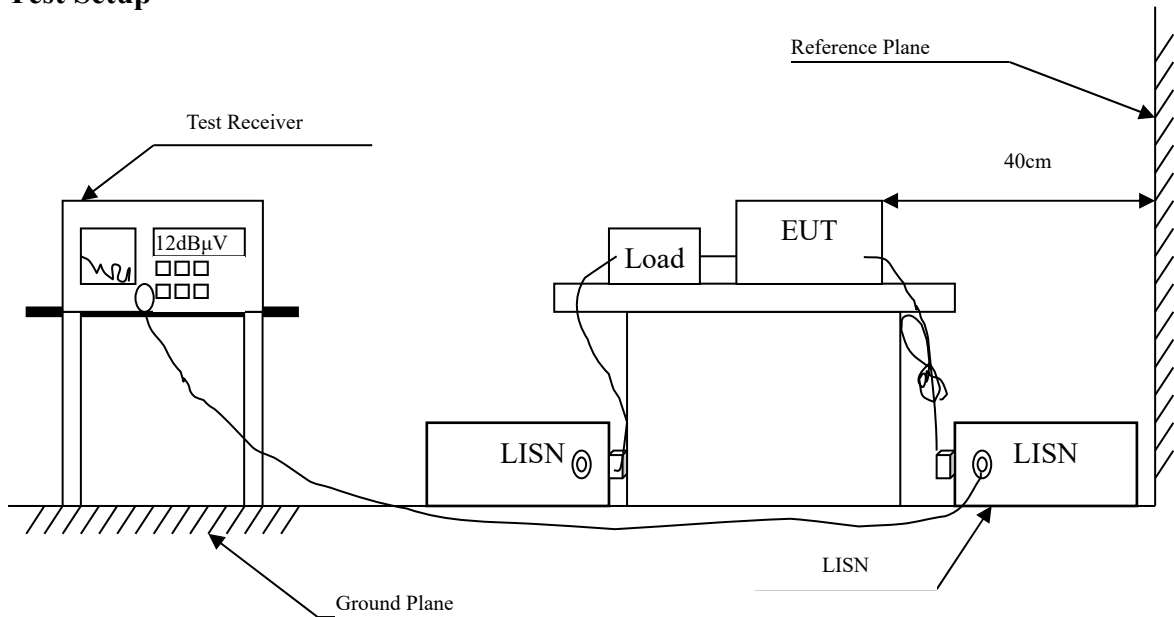 Test Setup
Reference Plane
Test Receiver
40cm
12dBμV
EUT
Load
LISN
LISN
LISN
Ground Plane